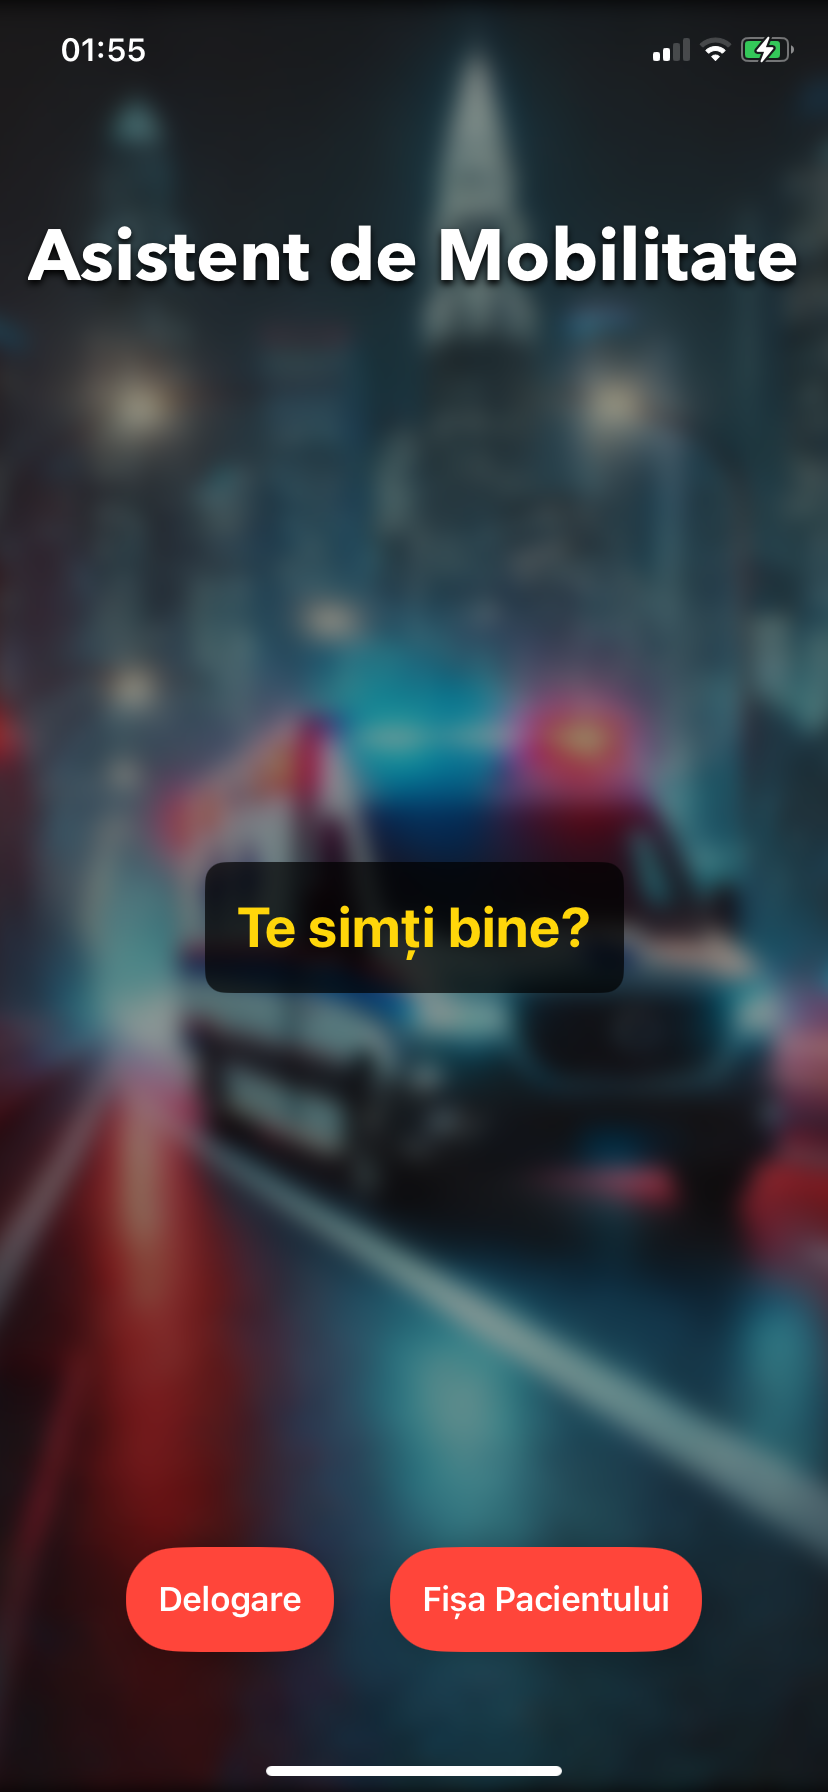 01:55
Asistent de Mobilitate
Te simți bine?
Delogare
Fișa Pacientului